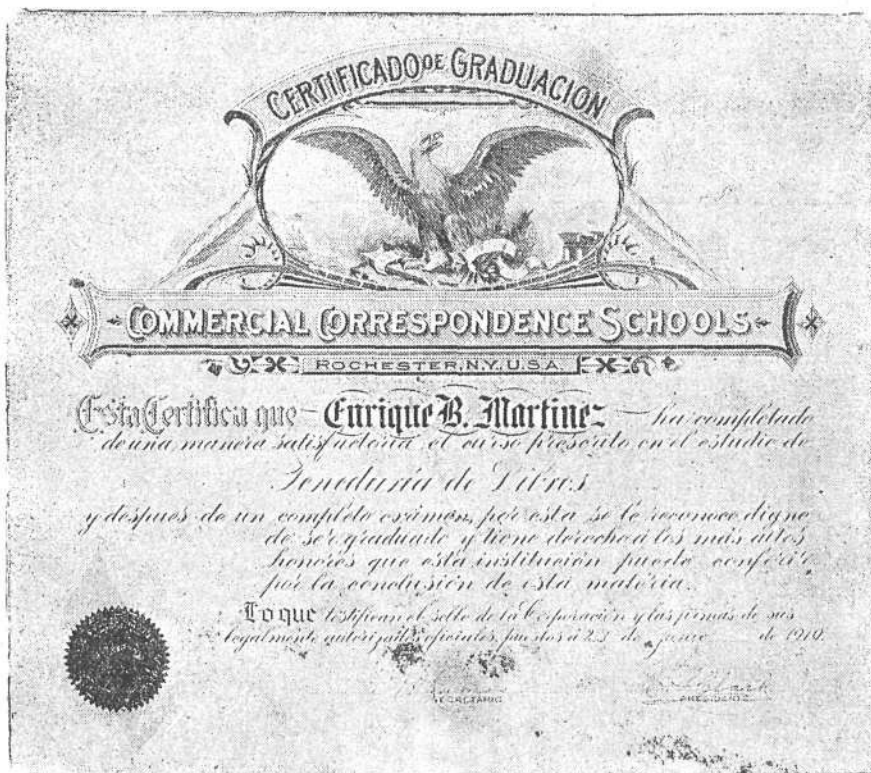 CERTIFICADO DE GRADUACION
COMMERCIAL CORRESPONDENCE SCHOOLS
ROCHESTER, N.Y. U.S.A.
Esta Certifica que Enrique B. Martinez ha completado
de una manera satisfactoria el curso prescrito en el estudio de
Teneduría de Libros
y despues de un completo exámen, por esta se le reconoce digno
de ser graduado y tiene derecho á los más altos
honores que esta institución puede conferir
por la conclusión de esta materia.
Lo que testifican el sello de la Corporación y las firmas de sus
legalmente autorizados oficiales, puestos á 23 de de 1910.
SECRETARIO
PRESIDENTE